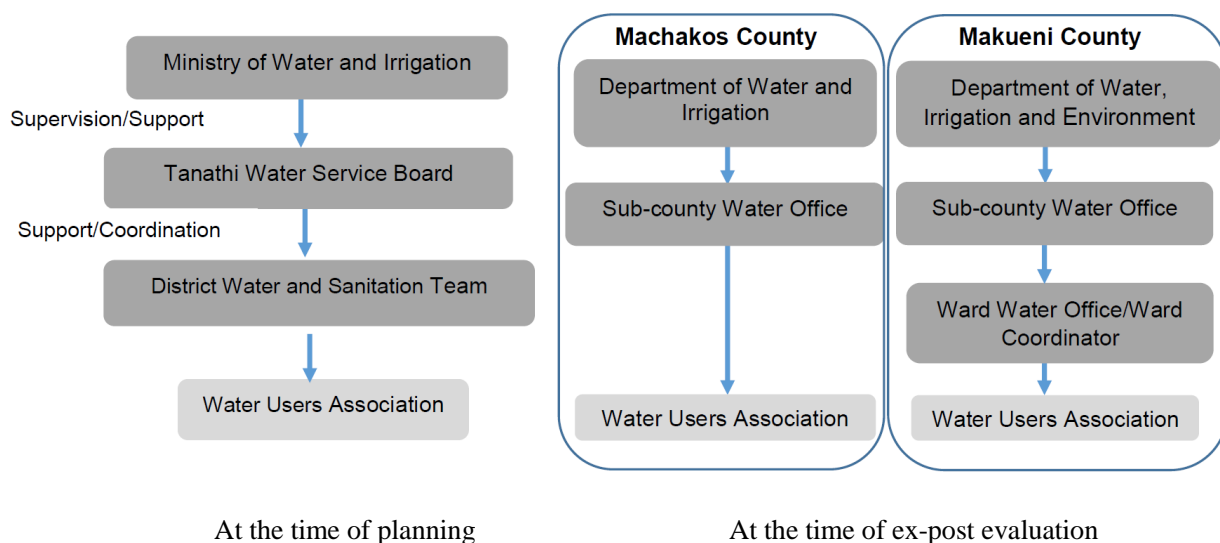 Ministry of Water and Irrigation
Supervision/Support
Tanathi Water Service Board
Support/Coordination
District Water and Sanitation Team
Water Users Association
At the time of planning
Machakos County
Department of Water and
Irrigation
Sub-county Water Office
Water Users Association
Makueni County
Department of Water,
Irrigation and Environment
Sub-county Water Office
Ward Water Office/Ward
Coordinator
Water Users Association
At the time of ex-post evaluation